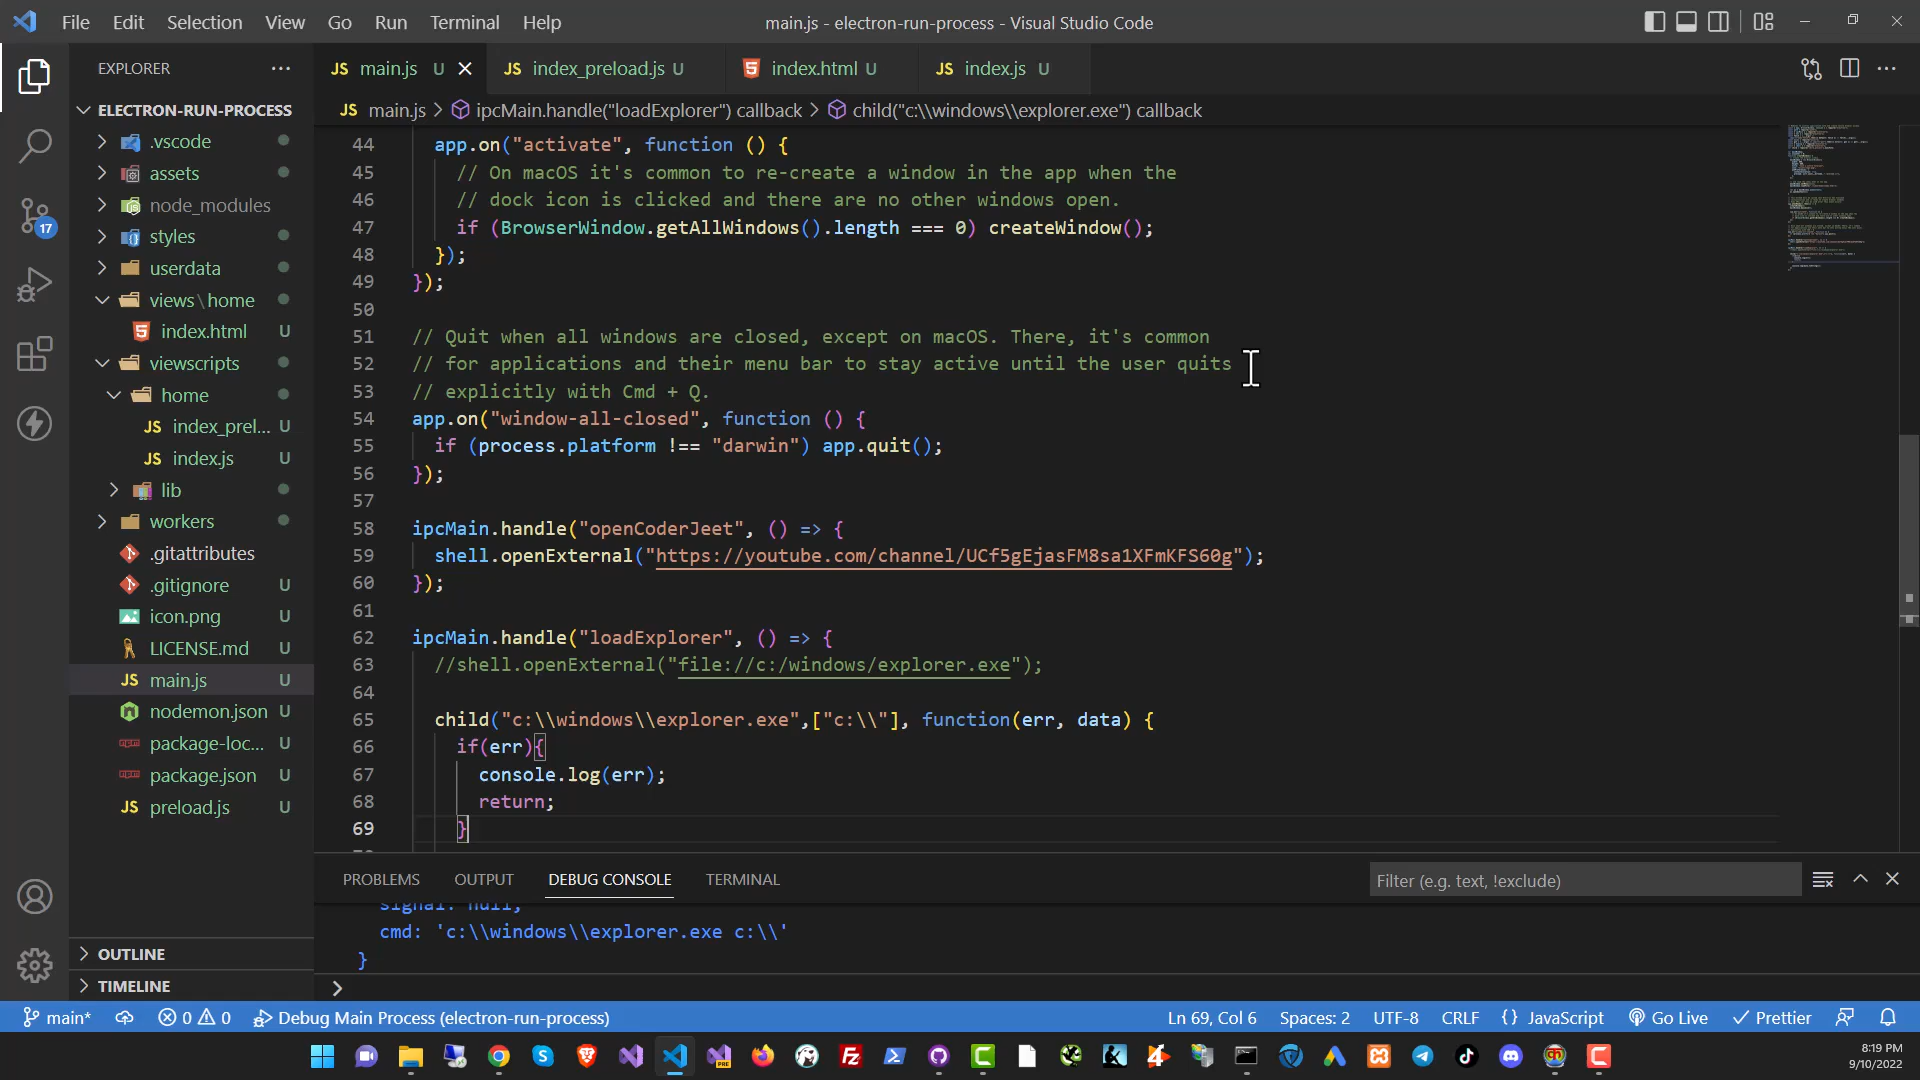 File Edit Selection View Go Run Terminal Help
main.js - electron-run-process - Visual Studio Code
EXPLORER
ELECTRON-RUN-PROCESS
.vscode
assets
node_modules
styles
userdata
views\home
index.html U
viewscripts
home
index_prel... U
index.js U
lib
workers
.gitattributes
.gitignore U
icon.png U
LICENSE.md U
JS main.js U
nodemon.json U
package-loc... U
package.json U
JS preload.js U
OUTLINE
TIMELINE
17
JS main.js U
JS index_preload.js U
index.html U
JS index.js U
JS main.js > ipcMain.handle("loadExplorer") callback > child("c:\\windows\\explorer.exe") callback
44 app.on("activate", function () {
45 // On macOS it's common to re-create a window in the app when the
46 // dock icon is clicked and there are no other windows open.
47 if (BrowserWindow.getAllWindows().length === 0) createWindow();
48 });
49 });
50
51 // Quit when all windows are closed, except on macOS. There, it's common
52 // for applications and their menu bar to stay active until the user quits
53 // explicitly with Cmd + Q.
54 app.on("window-all-closed", function () {
55 if (process.platform !== "darwin") app.quit();
56 });
57
58 ipcMain.handle("openCoderJeet", () => {
59 shell.openExternal("https://youtube.com/channel/UCf5gEjasFM8sa1XFmKFS60g");
60 });
61
62 ipcMain.handle("loadExplorer", () => {
63 //shell.openExternal("file://c:/windows/explorer.exe");
64
65 child("c:\\windows\\explorer.exe",["c:\\"], function(err, data) {
66 if(err){
67 console.log(err);
68 return;
69 }
PROBLEMS OUTPUT DEBUG CONSOLE TERMINAL
Filter (e.g. text, !exclude)
signal: null,
cmd: 'c:\\windows\\explorer.exe c:\\'
}
main* 0 0 Debug Main Process (electron-run-process)
Ln 69, Col 6 Spaces: 2 UTF-8 CRLF {} JavaScript Go Live Prettier
8:19 PM
9/10/2022